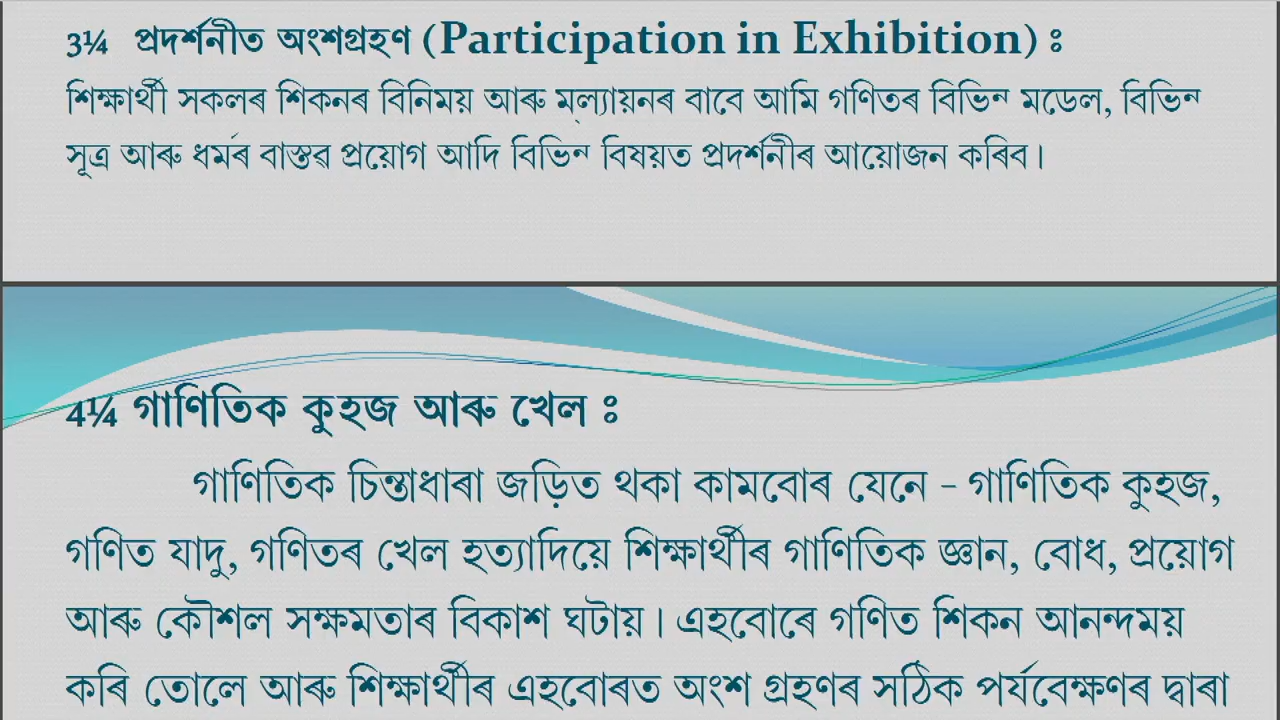 3¼ প্ৰদৰ্শনীত অংশগ্ৰহণ (Participation in Exhibition) ঃ
শিক্ষাৰ্থী সকলৰ শিকনৰ বিনিময় আৰু মূল্যায়নৰ বাবে আমি গণিতৰ বিভিন্ন মডেল, বিভিন্ন
সূত্ৰ আৰু ধৰ্মৰ বাস্তৱ প্ৰয়োগ আদি বিভিন্ন বিষয়ত প্ৰদৰ্শনীৰ আয়োজন কৰিব।
4¼ গাণিতিক কুহজ আৰু খেল ঃ
গাণিতিক চিন্তাধাৰা জড়িত থকা কামবোৰ যেনে - গাণিতিক কুহজ,
গণিত যাদু, গণিতৰ খেল হত্যাদিয়ে শিক্ষাৰ্থীৰ গাণিতিক জ্ঞান, বোধ, প্ৰয়োগ
আৰু কৌশল সক্ষমতাৰ বিকাশ ঘটায়। এহবোৰে গণিত শিকন আনন্দময়
কৰি তোলে আৰু শিক্ষাৰ্থীৰ এহবোৰত অংশ গ্ৰহণৰ সঠিক পৰ্যবেক্ষণৰ দ্বাৰা